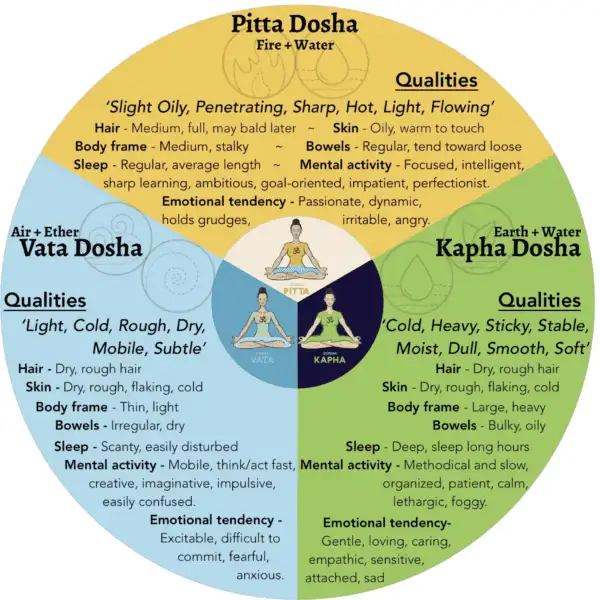 Pitta Dosha
Fire + Water
Qualities
‘Slight Oily, Penetrating, Sharp, Hot, Light, Flowing’
Hair - Medium, full, may bald later ~ Skin - Oily, warm to touch
Body frame - Medium, stalky ~ Bowels - Regular, tend toward loose
Sleep - Regular, average length ~ Mental activity - Focused, intelligent,
sharp learning, ambitious, goal-oriented, impatient, perfectionist.
Emotional tendency - Passionate, dynamic,
holds grudges, irritable, angry.
Air + Ether
Vata Dosha
Qualities
‘Light, Cold, Rough, Dry,
Mobile, Subtle’
Hair - Dry, rough hair
Skin - Dry, rough, flaking, cold
Body frame - Thin, light
Bowels - Irregular, dry
Sleep - Scanty, easily disturbed
Mental activity - Mobile, think/act fast,
creative, imaginative, impulsive,
easily confused.
Emotional tendency -
Excitable, difficult to
commit, fearful,
anxious.
Earth + Water
Kapha Dosha
Qualities
‘Cold, Heavy, Sticky, Stable,
Moist, Dull, Smooth, Soft’
Hair - Dry, rough hair
Skin - Dry, rough, flaking, cold
Body frame - Large, heavy
Bowels - Bulky, oily
Sleep - Deep, sleep long hours
Mental activity - Methodical and slow,
organized, patient, calm,
lethargic, foggy.
Emotional tendency-
Gentle, loving, caring,
empathic, sensitive,
attached, sad
DOSHA
PITTA
DOSHA
VATA
DOSHA
KAPHA